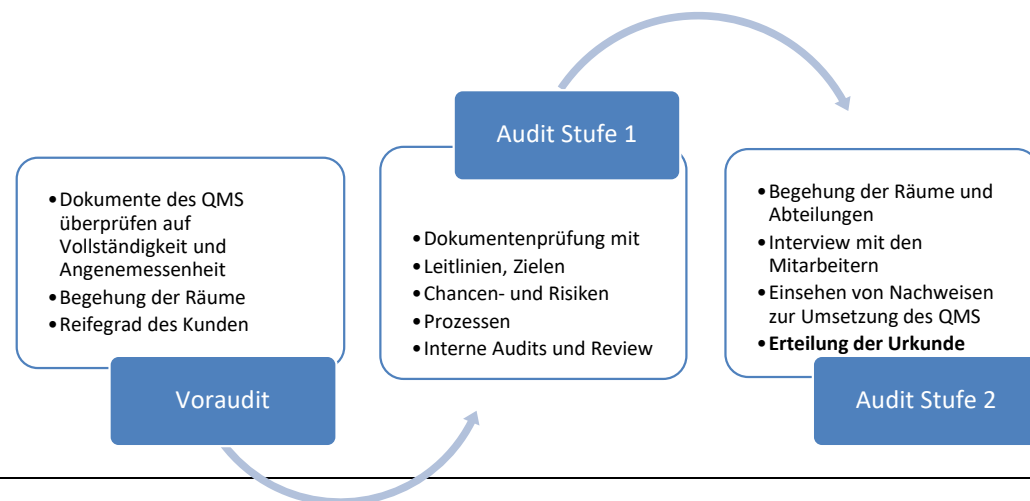 •Dokumente des QMS
überprüfen auf
Vollständigkeit und
Angenemessenheit
•Begehung der Räume
•Reifegrad des Kunden
Voraudit
Audit Stufe 1
•Dokumentenprüfung mit
•Leitlinien, Zielen
•Chancen- und Risiken
•Prozessen
•Interne Audits und Review
•Begehung der Räume und
Abteilungen
•Interview mit den
Mitarbeitern
•Einsehen von Nachweisen
zur Umsetzung des QMS
•Erteilung der Urkunde
Audit Stufe 2